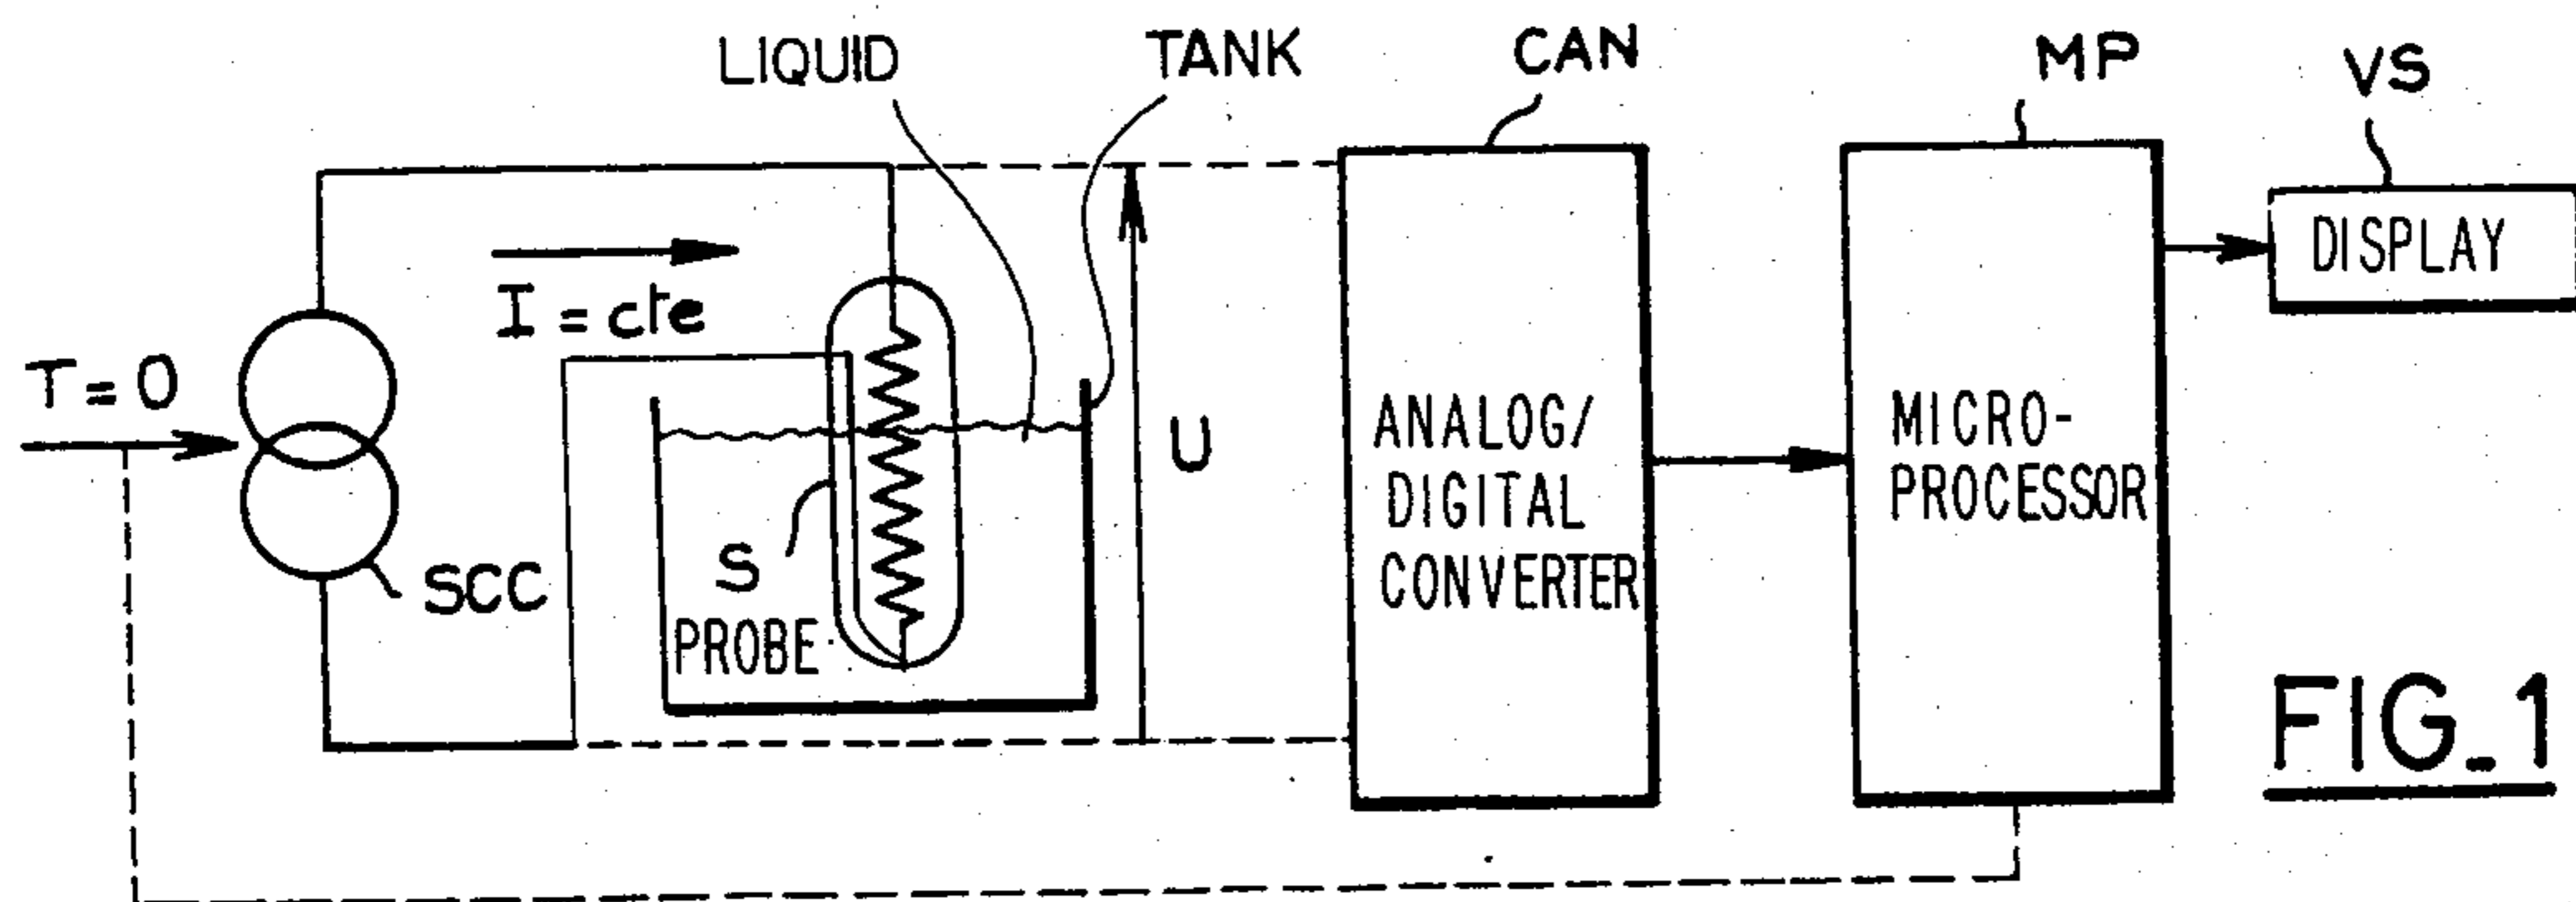 LIQUID
TANK
CAN
MP
VS
DISPLAY
I = cte
T = 0
U
ANALOG/
DIGITAL
CONVERTER
MICRO-
PROCESSOR
SCC
S
PROBE
FIG_1